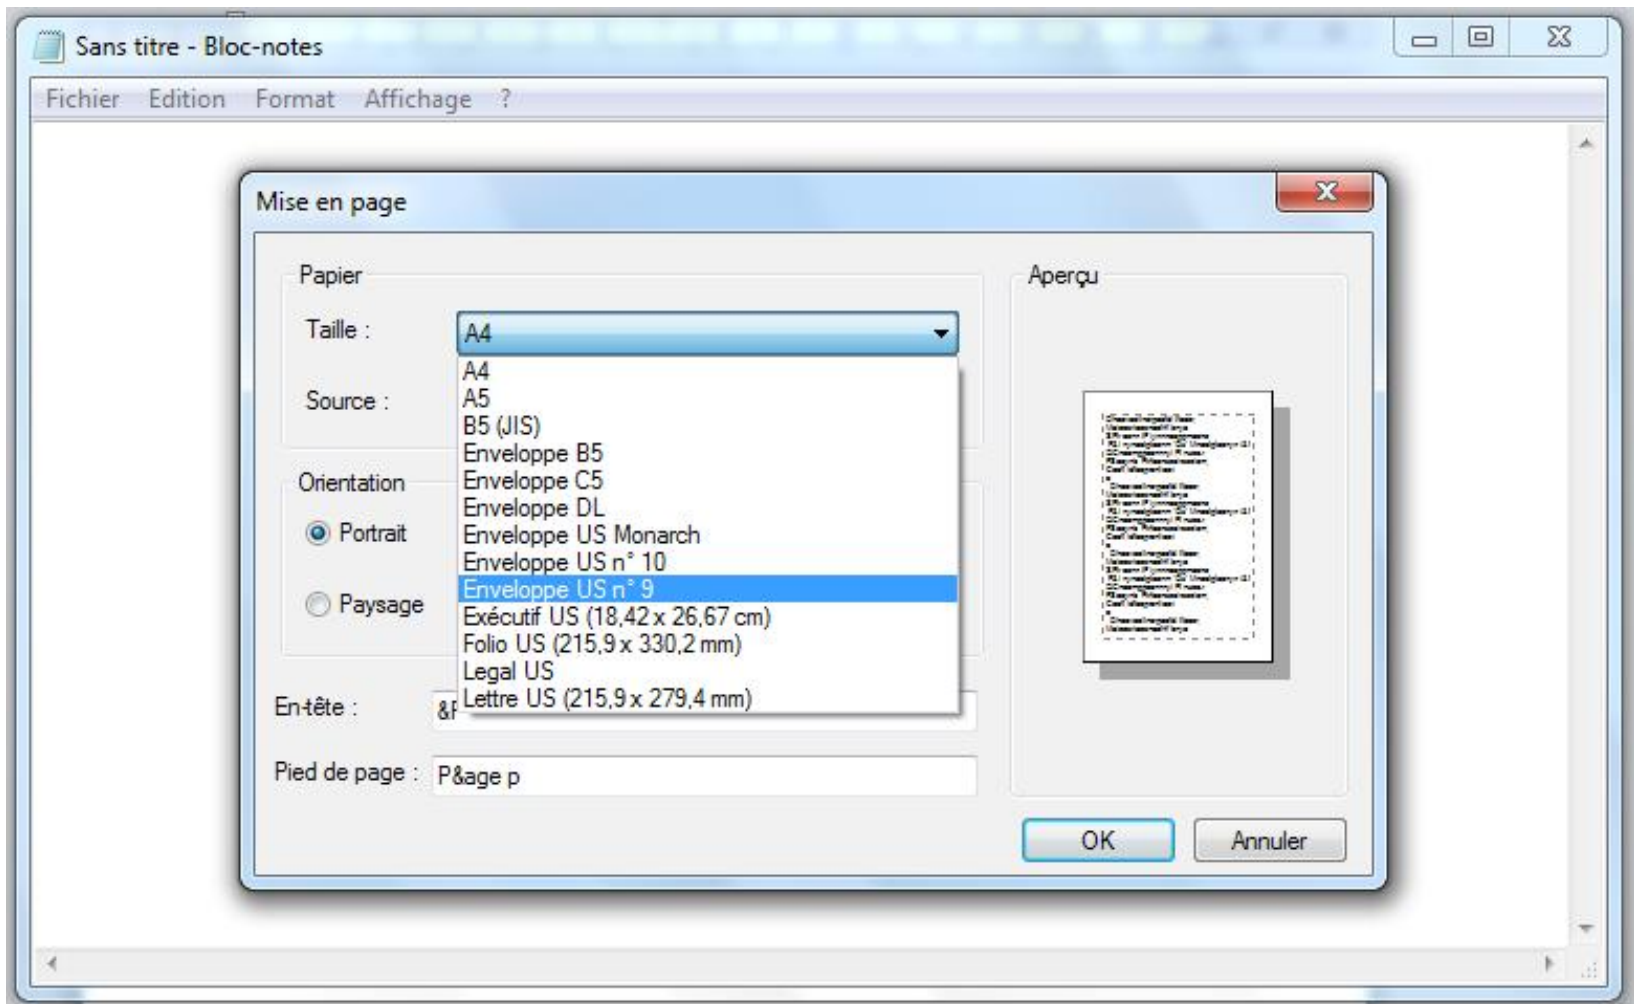 Sans titre - Bloc-notes
Fichier Edition Format Affichage ?
Mise en page
Papier
Taille :
A4
A4
A5
B5 (JIS)
Enveloppe B5
Enveloppe C5
Enveloppe DL
Enveloppe US Monarch
Enveloppe US n° 10
Enveloppe US n° 9
Exécutif US (18,42 x 26,67 cm)
Folio US (215,9 x 330,2 mm)
Legal US
Lettre US (215,9 x 279,4 mm)
Source :
Orientation
Portrait
Paysage
En-tête :
Pied de page : P&age p
Aperçu
OK Annuler